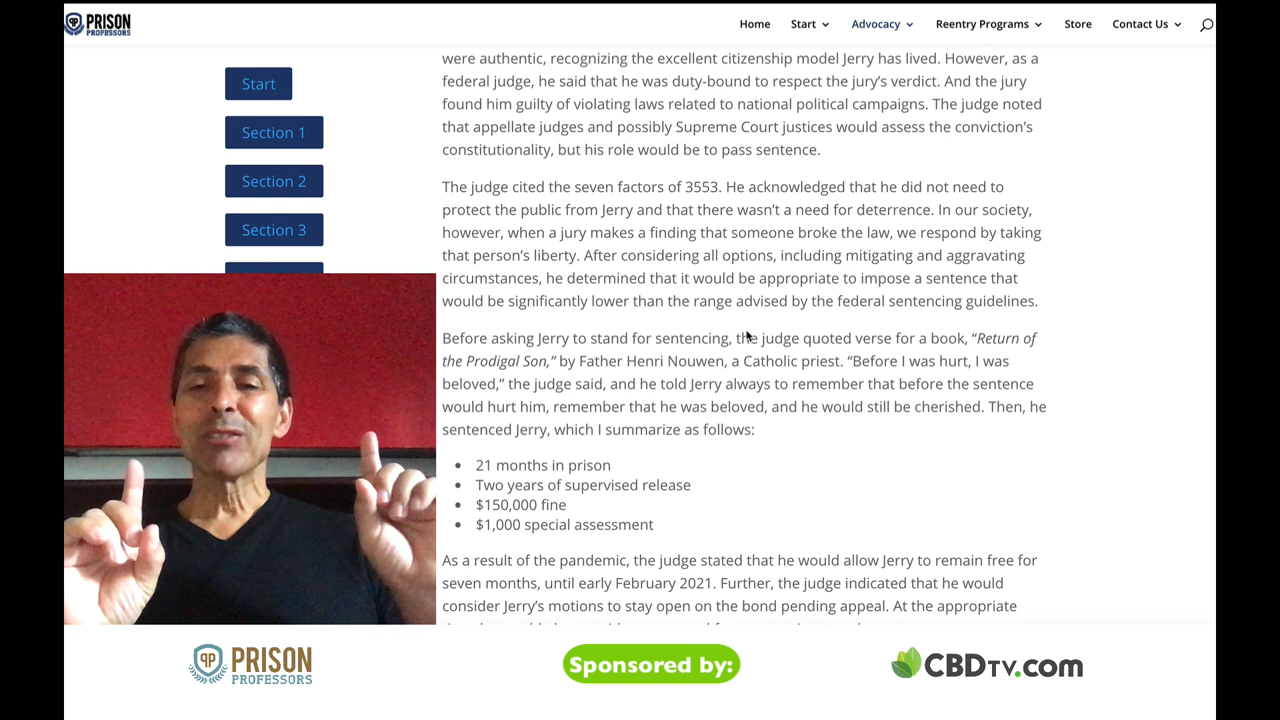 PRISON
PROFESSORS
Home Start Advocacy Reentry Programs Store Contact Us
Start
Section 1
Section 2
Section 3
were authentic, recognizing the excellent citizenship model Jerry has lived. However, as a
federal judge, he said that he was duty-bound to respect the jury’s verdict. And the jury
found him guilty of violating laws related to national political campaigns. The judge noted
that appellate judges and possibly Supreme Court justices would assess the conviction’s
constitutionality, but his role would be to pass sentence.
The judge cited the seven factors of 3553. He acknowledged that he did not need to
protect the public from Jerry and that there wasn’t a need for deterrence. In our society,
however, when a jury makes a finding that someone broke the law, we respond by taking
that person’s liberty. After considering all options, including mitigating and aggravating
circumstances, he determined that it would be appropriate to impose a sentence that
would be significantly lower than the range advised by the federal sentencing guidelines.
Before asking Jerry to stand for sentencing, the judge quoted verse for a book, “Return of
the Prodigal Son,” by Father Henri Nouwen, a Catholic priest. “Before I was hurt, I was
beloved,” the judge said, and he told Jerry always to remember that before the sentence
would hurt him, remember that he was beloved, and he would still be cherished. Then, he
sentenced Jerry, which I summarize as follows:
• 21 months in prison
• Two years of supervised release
• $150,000 fine
• $1,000 special assessment
As a result of the pandemic, the judge stated that he would allow Jerry to remain free for
seven months, until early February 2021. Further, the judge indicated that he would
consider Jerry’s motions to stay open on the bond pending appeal. At the appropriate
PRISON
PROFESSORS
Sponsored by:
CBDTV.com